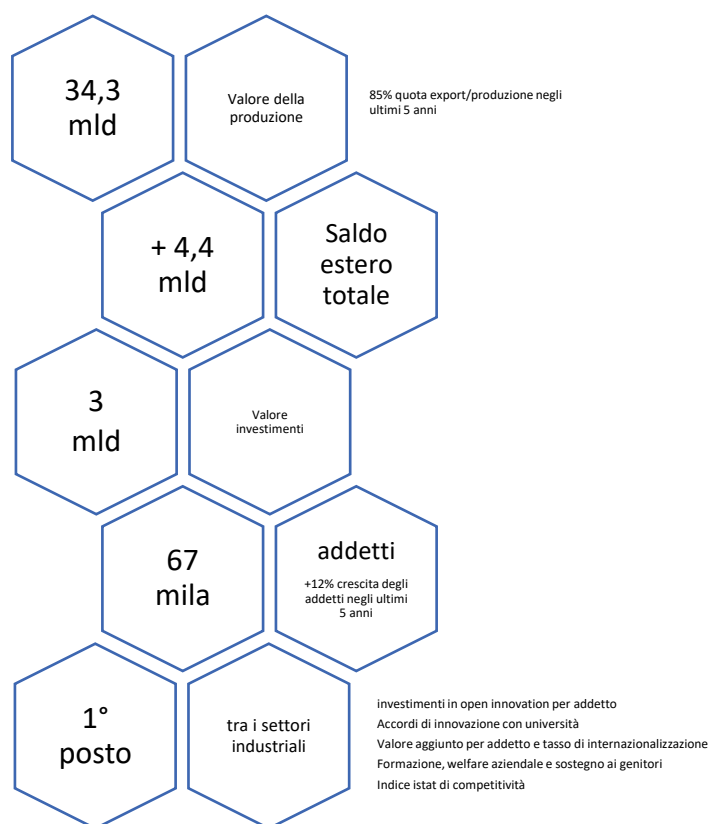 34,3
mld
Valore della
produzione
85% quota export/produzione negli
ultimi 5 anni
+ 4,4
mld
Saldo
estero
totale
3
mld
Valore
investimenti
67
mila
addetti
+12% crescita degli
addetti negli ultimi
5 anni
1°
posto
tra i settori
industriali
investimenti in open innovation per addetto
Accordi di innovazione con università
Valore aggiunto per addetto e tasso di internazionalizzazione
Formazione, welfare aziendale e sostegno ai genitori
Indice istat di competitività